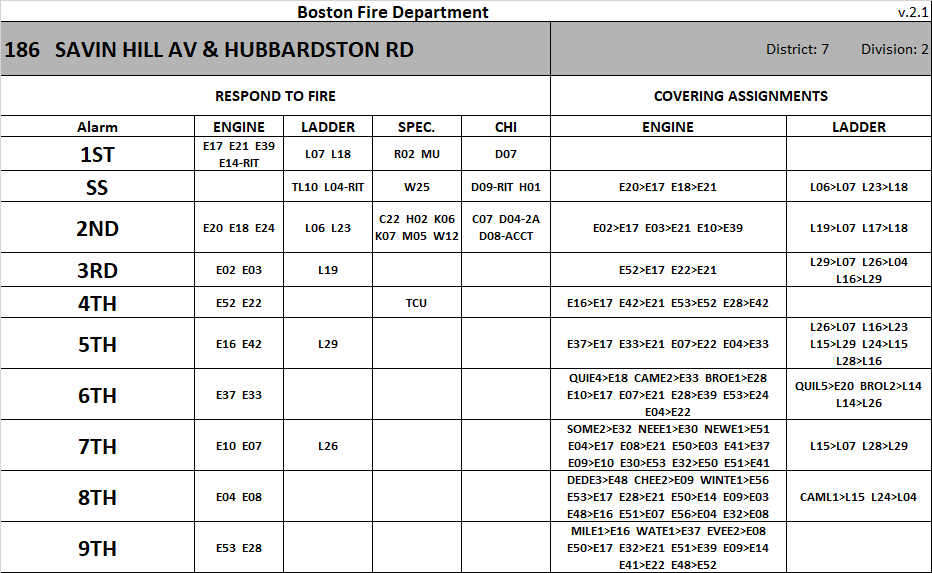 Boston Fire Department v.2.1
186 SAVIN HILL AV & HUBBARDSTON RD District: 7 Division: 2
RESPOND TO FIRE COVERING ASSIGNMENTS
Alarm ENGINE LADDER SPEC. CHI ENGINE LADDER
1ST
E17 E21 E39
E14-RIT
L07 L18
R02 MU
D07
SS
TL10 L04-RIT
W25
D09-RIT H01
E20>E17 E18>E21
L06>L07 L23>L18
2ND
E20 E18 E24
L06 L23
C22 H02 K06
K07 M05 W12
C07 D04-2A
D08-ACCT
E02>E17 E03>E21 E10>E39
L19>L07 L17>L18
3RD
E02 E03
L19
E52>E17 E22>E21
L29>L07 L26>L04
L16>L29
4TH
E52 E22
TCU
E16>E17 E42>E21 E53>E52 E28>E42
5TH
E16 E42
L29
E37>E17 E33>E21 E07>E22 E04>E33
L26>L07 L16>L23
L15>L29 L24>L15
L28>L16
6TH
E37 E33
QUIE4>E18 CAME2>E33 BROE1>E28
E10>E17 E07>E21 E28>E39 E53>E24
E04>E22
QUIL5>E20 BROL2>L14
L14>L26
7TH
E10 E07
L26
SOME2>E32 NEEE1>E30 NEWE1>E51
E04>E17 E08>E21 E50>E03 E41>E37
E09>E10 E30>E53 E32>E50 E51>E41
L15>L07 L28>L29
8TH
E04 E08
DEDE3>E48 CHEE2>E09 WINTE1>E56
E53>E17 E28>E21 E50>E14 E09>E03
E48>E16 E51>E07 E56>E04 E32>E08
CAML1>L15 L24>L04
9TH
E53 E28
MILE1>E16 WATE1>E37 EVEE2>E08
E50>E17 E32>E21 E51>E39 E09>E14
E41>E22 E48>E52